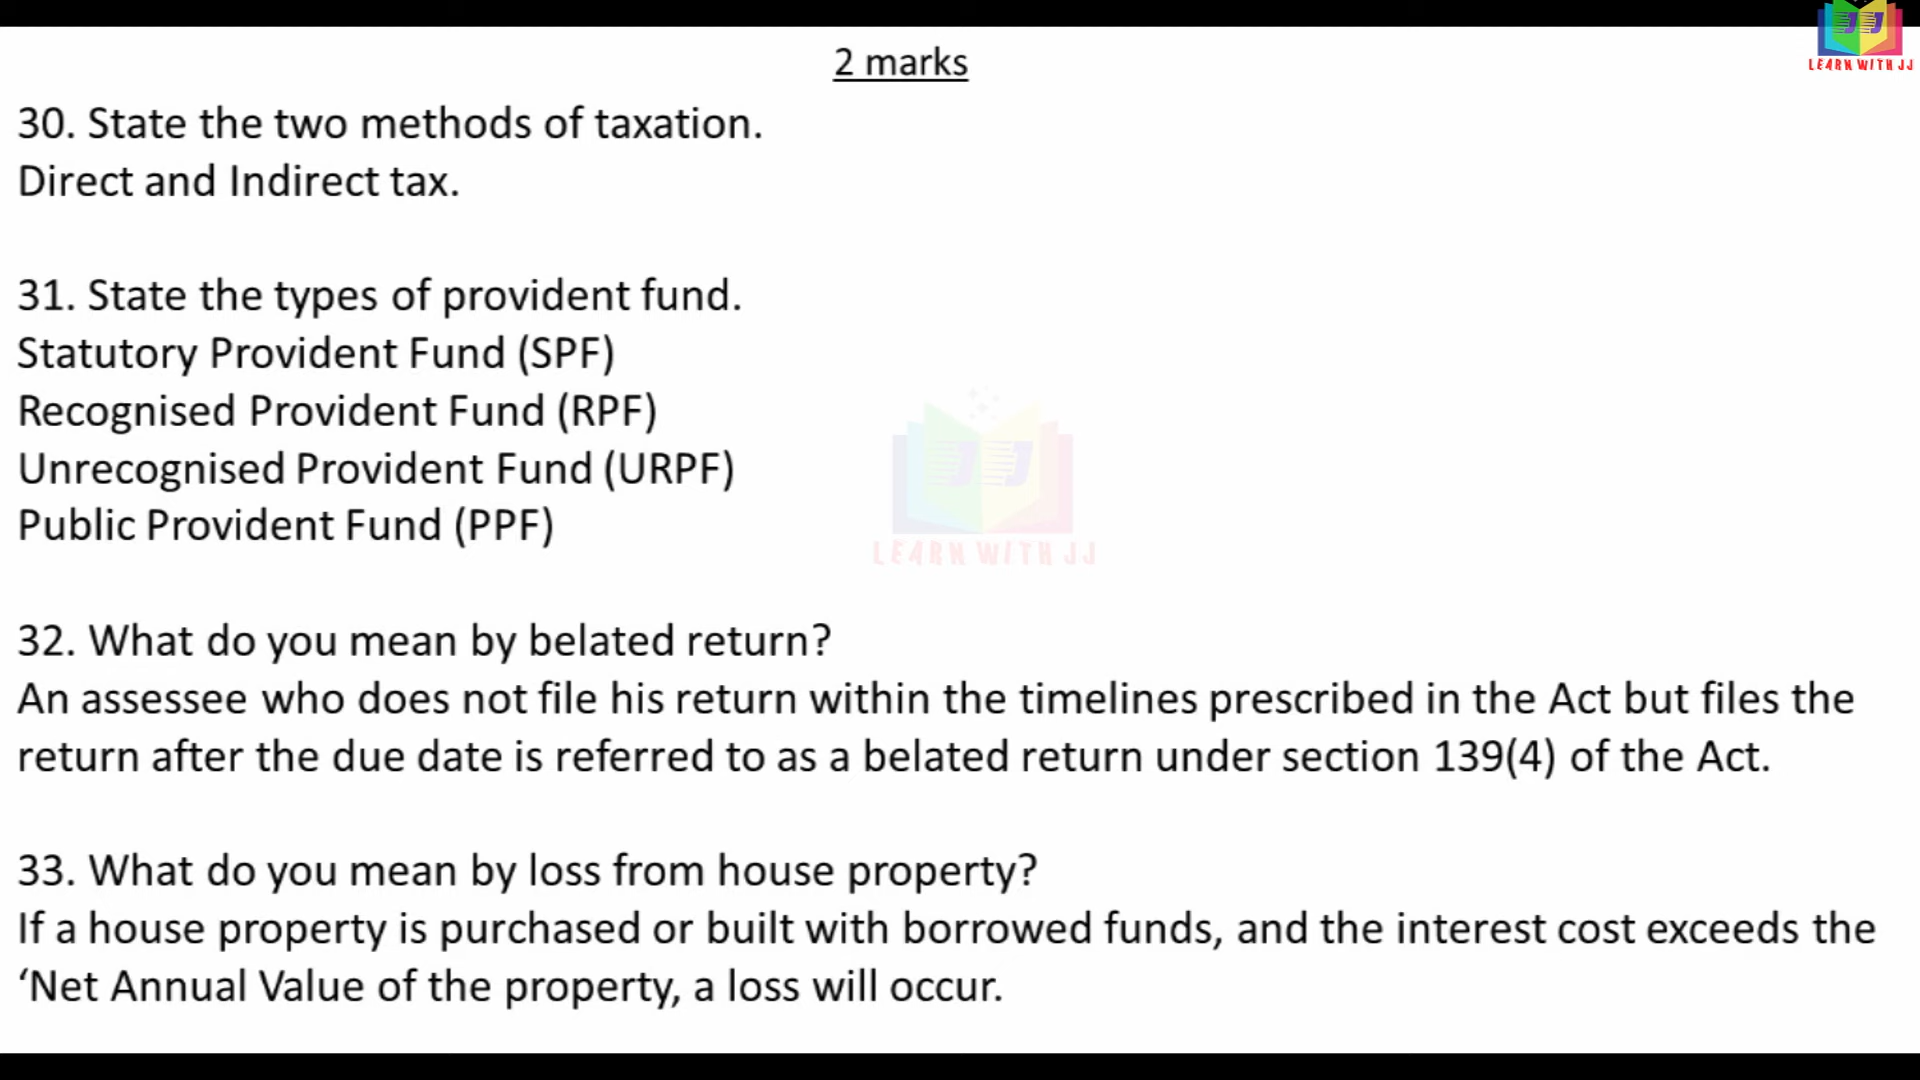 LEARN WITH JJ
2 marks
30. State the two methods of taxation.
Direct and Indirect tax.
31. State the types of provident fund.
Statutory Provident Fund (SPF)
Recognised Provident Fund (RPF)
Unrecognised Provident Fund (URPF)
Public Provident Fund (PPF)
LEARN WITH JJ
32. What do you mean by belated return?
An assessee who does not file his return within the timelines prescribed in the Act but files the
return after the due date is referred to as a belated return under section 139(4) of the Act.
33. What do you mean by loss from house property?
If a house property is purchased or built with borrowed funds, and the interest cost exceeds the
‘Net Annual Value of the property, a loss will occur.